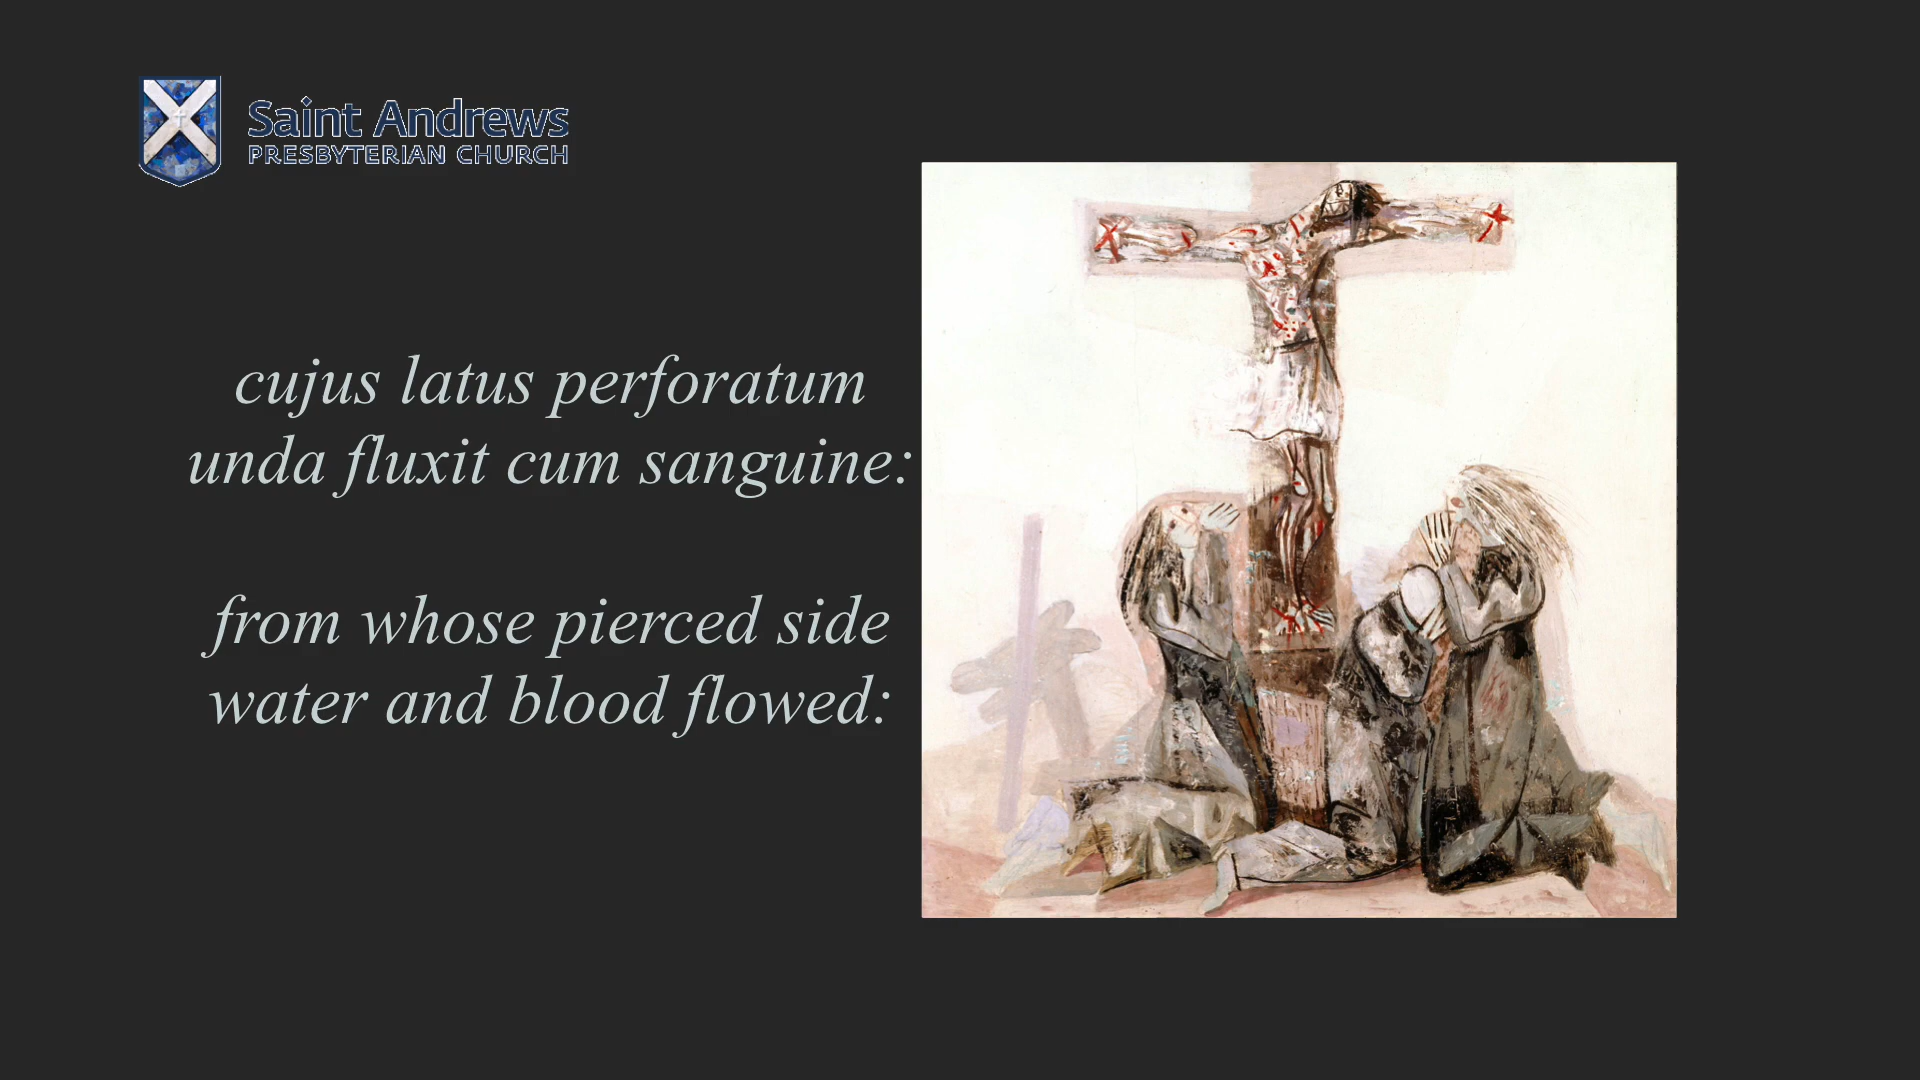 Saint Andrews
PRESBYTERIAN CHURCH
cujus latus perforatum
unda fluxit cum sanguine:
from whose pierced side
water and blood flowed: